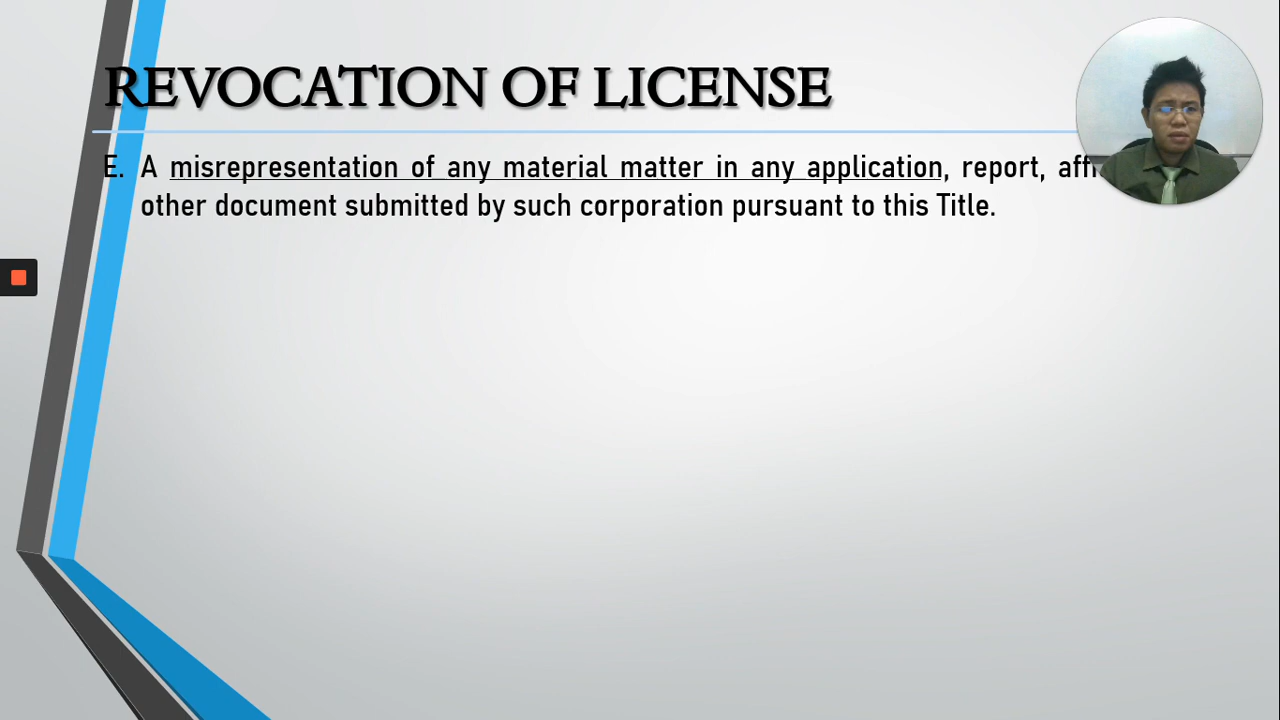 REVOCATION OF LICENSE
E. A misrepresentation of any material matter in any application, report,
other document submitted by such corporation pursuant to this Title.